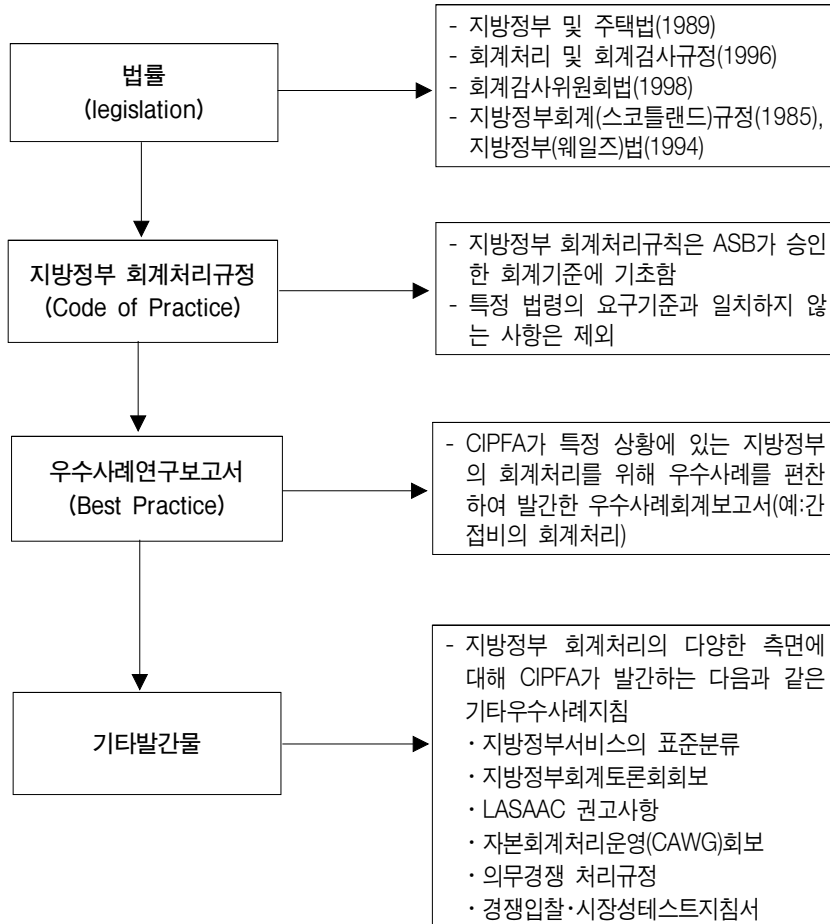 법률
(legislation)
- 지방정부 및 주택법(1989)
- 회계처리 및 회계검사규정(1996)
- 회계감사위원회법(1998)
- 지방정부회계(스코틀랜드)규정(1985),
지방정부(웨일즈)법(1994)
지방정부 회계처리규정
(Code of Practice)
- 지방정부 회계처리규칙은 ASB가 승인
한 회계기준에 기초함
- 특정 법령의 요구기준과 일치하지 않
는 사항은 제외
우수사례연구보고서
(Best Practice)
- CIPFA가 특정 상황에 있는 지방정부
의 회계처리를 위해 우수사례를 편찬
하여 발간한 우수사례회계보고서(예:간
접비의 회계처리)
기타발간물
- 지방정부 회계처리의 다양한 측면에
대해 CIPFA가 발간하는 다음과 같은
기타우수사례지침
· 지방정부서비스의 표준분류
· 지방정부회계토론회회보
· LASAAC 권고사항
· 자본회계처리운영(CAWG)회보
· 의무경쟁 처리규정
· 경쟁입찰·시장성테스트지침서